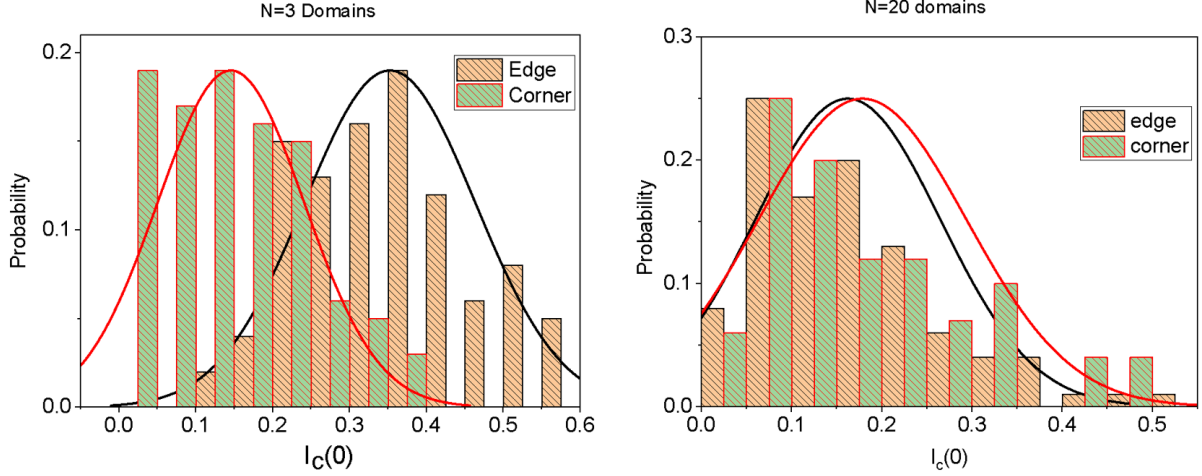 N=3 Domains
0.2
0.1
0.0
Probability
Edge
Corner
0.0 0.1 0.2 0.3 0.4 0.5 0.6
Ic(0)
N=20 domains
0.3
0.2
0.1
0.0
Probability
edge
corner
0.0 0.1 0.2 0.3 0.4 0.5
Ic(0)